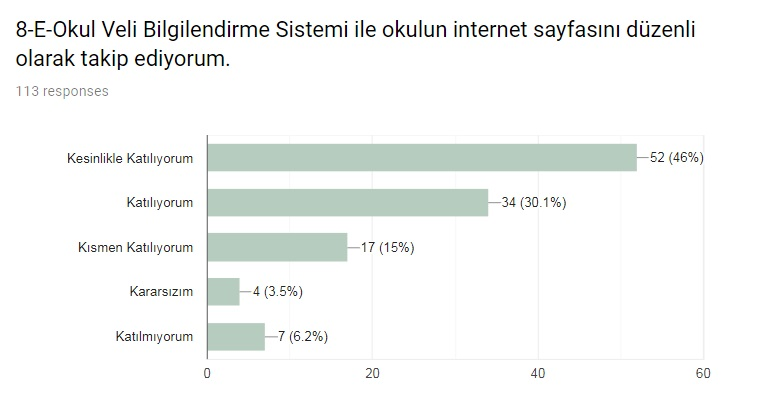 8-E-Okul Veli Bilgilendirme Sistemi ile okulun internet sayfasını düzenli
olarak takip ediyorum.
113 responses
Kesinlikle Katılıyorum 52 (46%)
Katılıyorum 34 (30.1%)
Kısmen Katılıyorum 17 (15%)
Kararsızım 4 (3.5%)
Katılmıyorum 7 (6.2%)
0 20 40 60